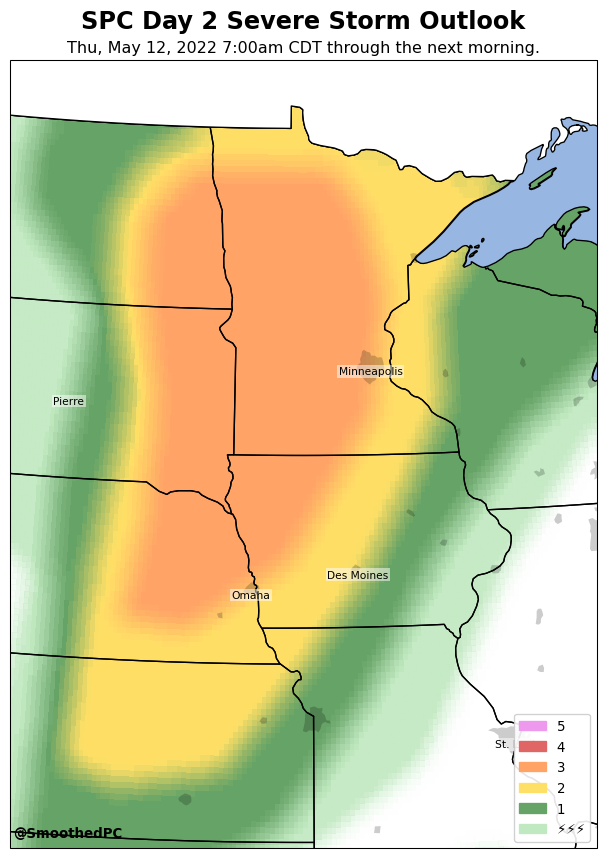 SPC Day 2 Severe Storm Outlook
Thu, May 12, 2022 7:00am CDT through the next morning.
Minneapolis
Pierre
Des Moines
Omaha
St.
5
4
3
2
1
⚡⚡⚡
@SmoothedPC